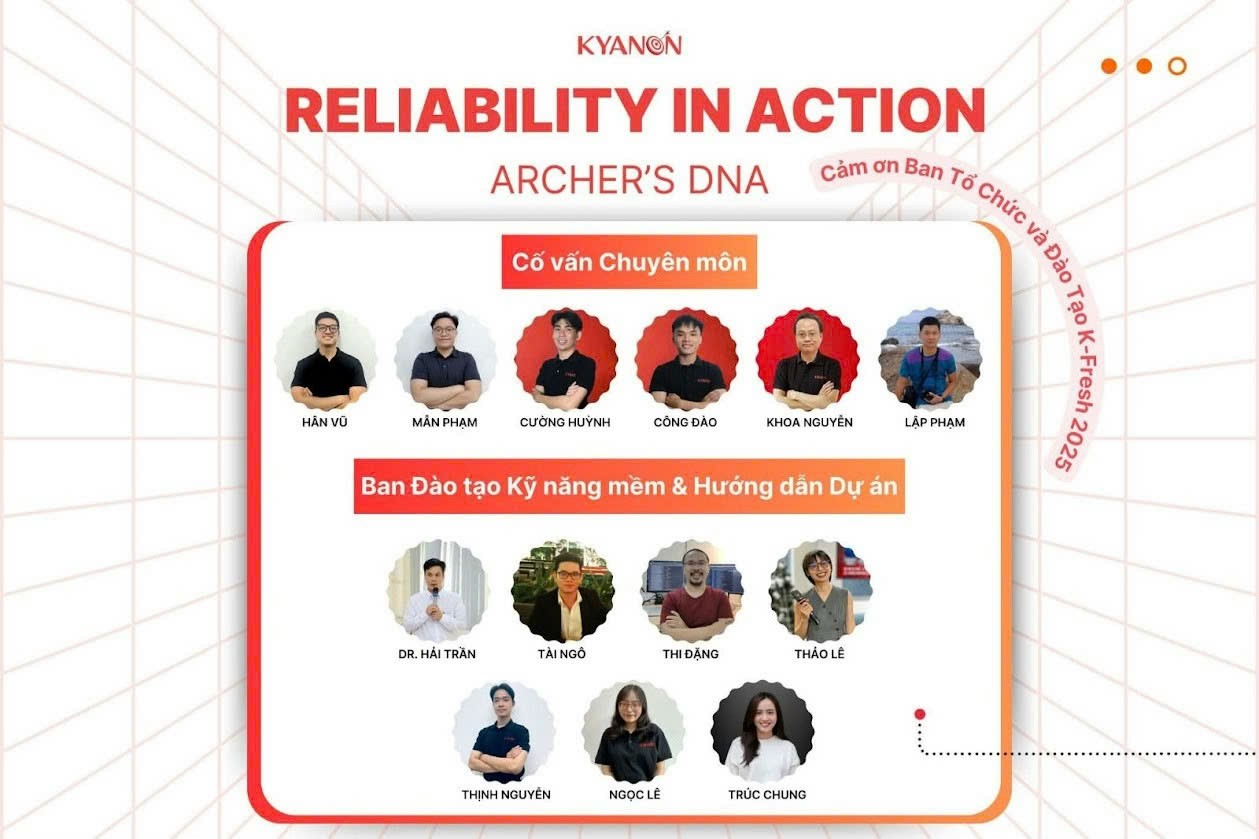 KYANON
RELIABILITY IN ACTION
ARCHER'S DNA
Cảm ơn Ban Tổ Chức và Đào Tạo K-Fresh 2025
Cố vấn Chuyên môn
HÂN VŨ
MẪN PHẠM
CƯỜNG HUỲNH
CÔNG ĐÀO
KHOA NGUYỄN
LẬP PHẠM
Ban Đào tạo Kỹ năng mềm & Hướng dẫn Dự án
DR. HẢI TRẦN
TÀI NGÔ
THI ĐẶNG
THẢO LÊ
THỊNH NGUYỄN
NGỌC LÊ
TRÚC CHUNG